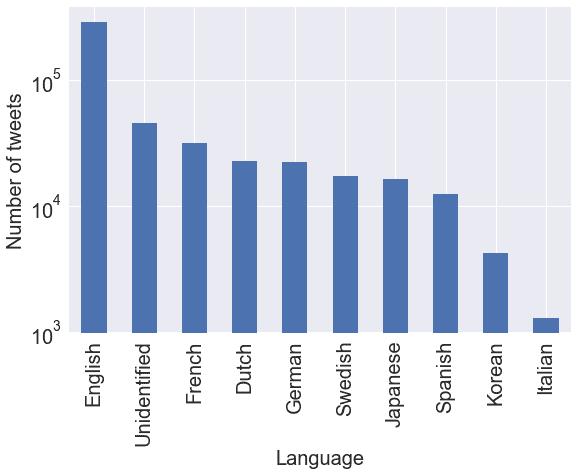 Number of tweets
10^5
10^4
10^3
English
Unidentified
French
Dutch
German
Swedish
Japanese
Spanish
Korean
Italian
Language